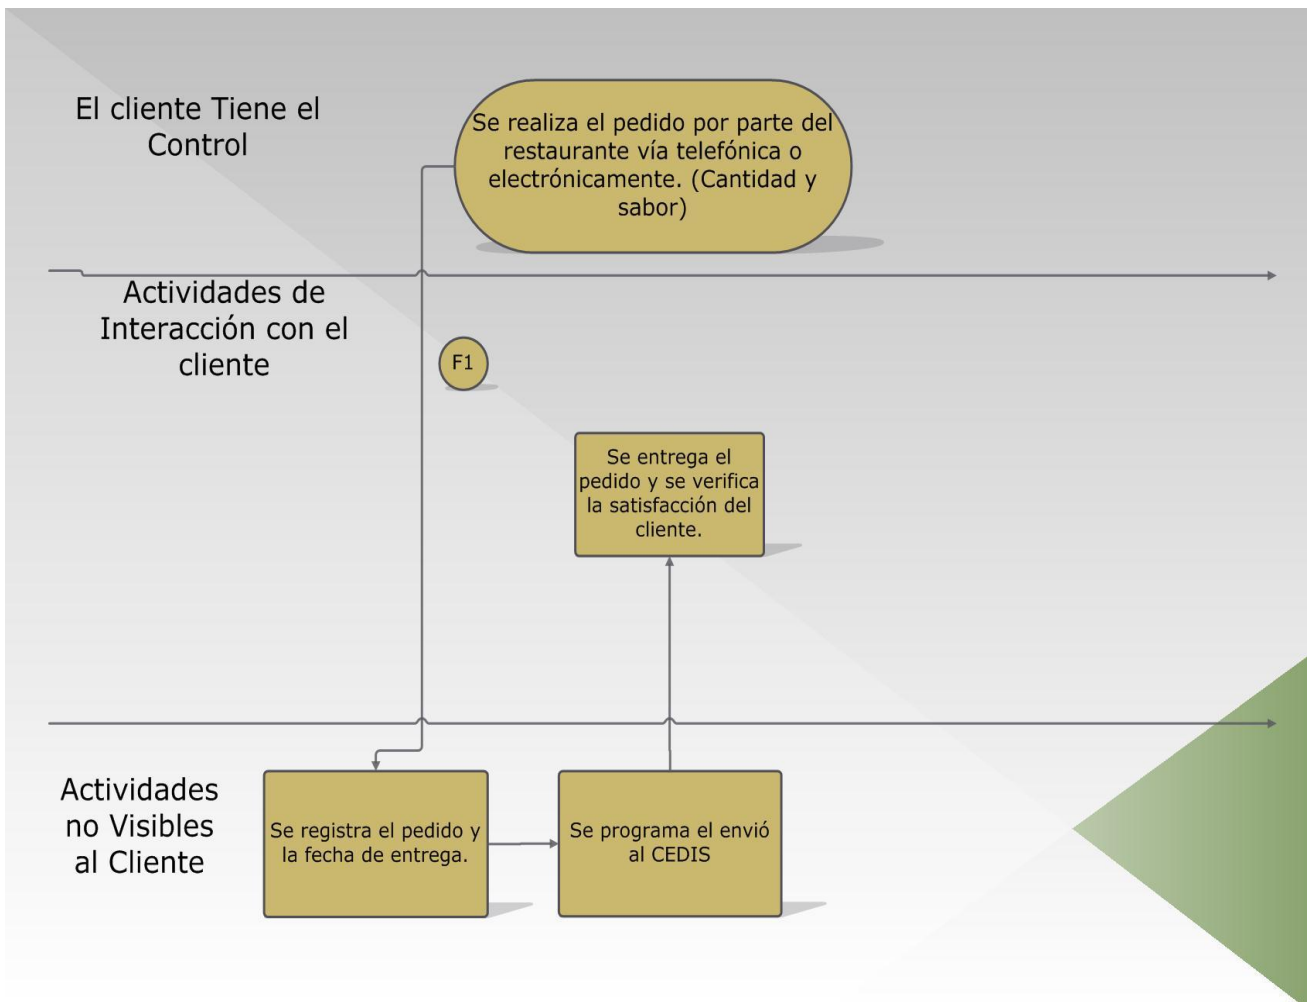 El cliente Tiene el
Control
Se realiza el pedido por parte del
restaurante vía telefónica o
electrónicamente. (Cantidad y
sabor)
Actividades de
Interacción con el
cliente
F1
Se entrega el
pedido y se verifica
la satisfacción del
cliente.
Actividades
no Visibles
al Cliente
Se registra el pedido y
la fecha de entrega.
Se programa el envió
al CEDIS